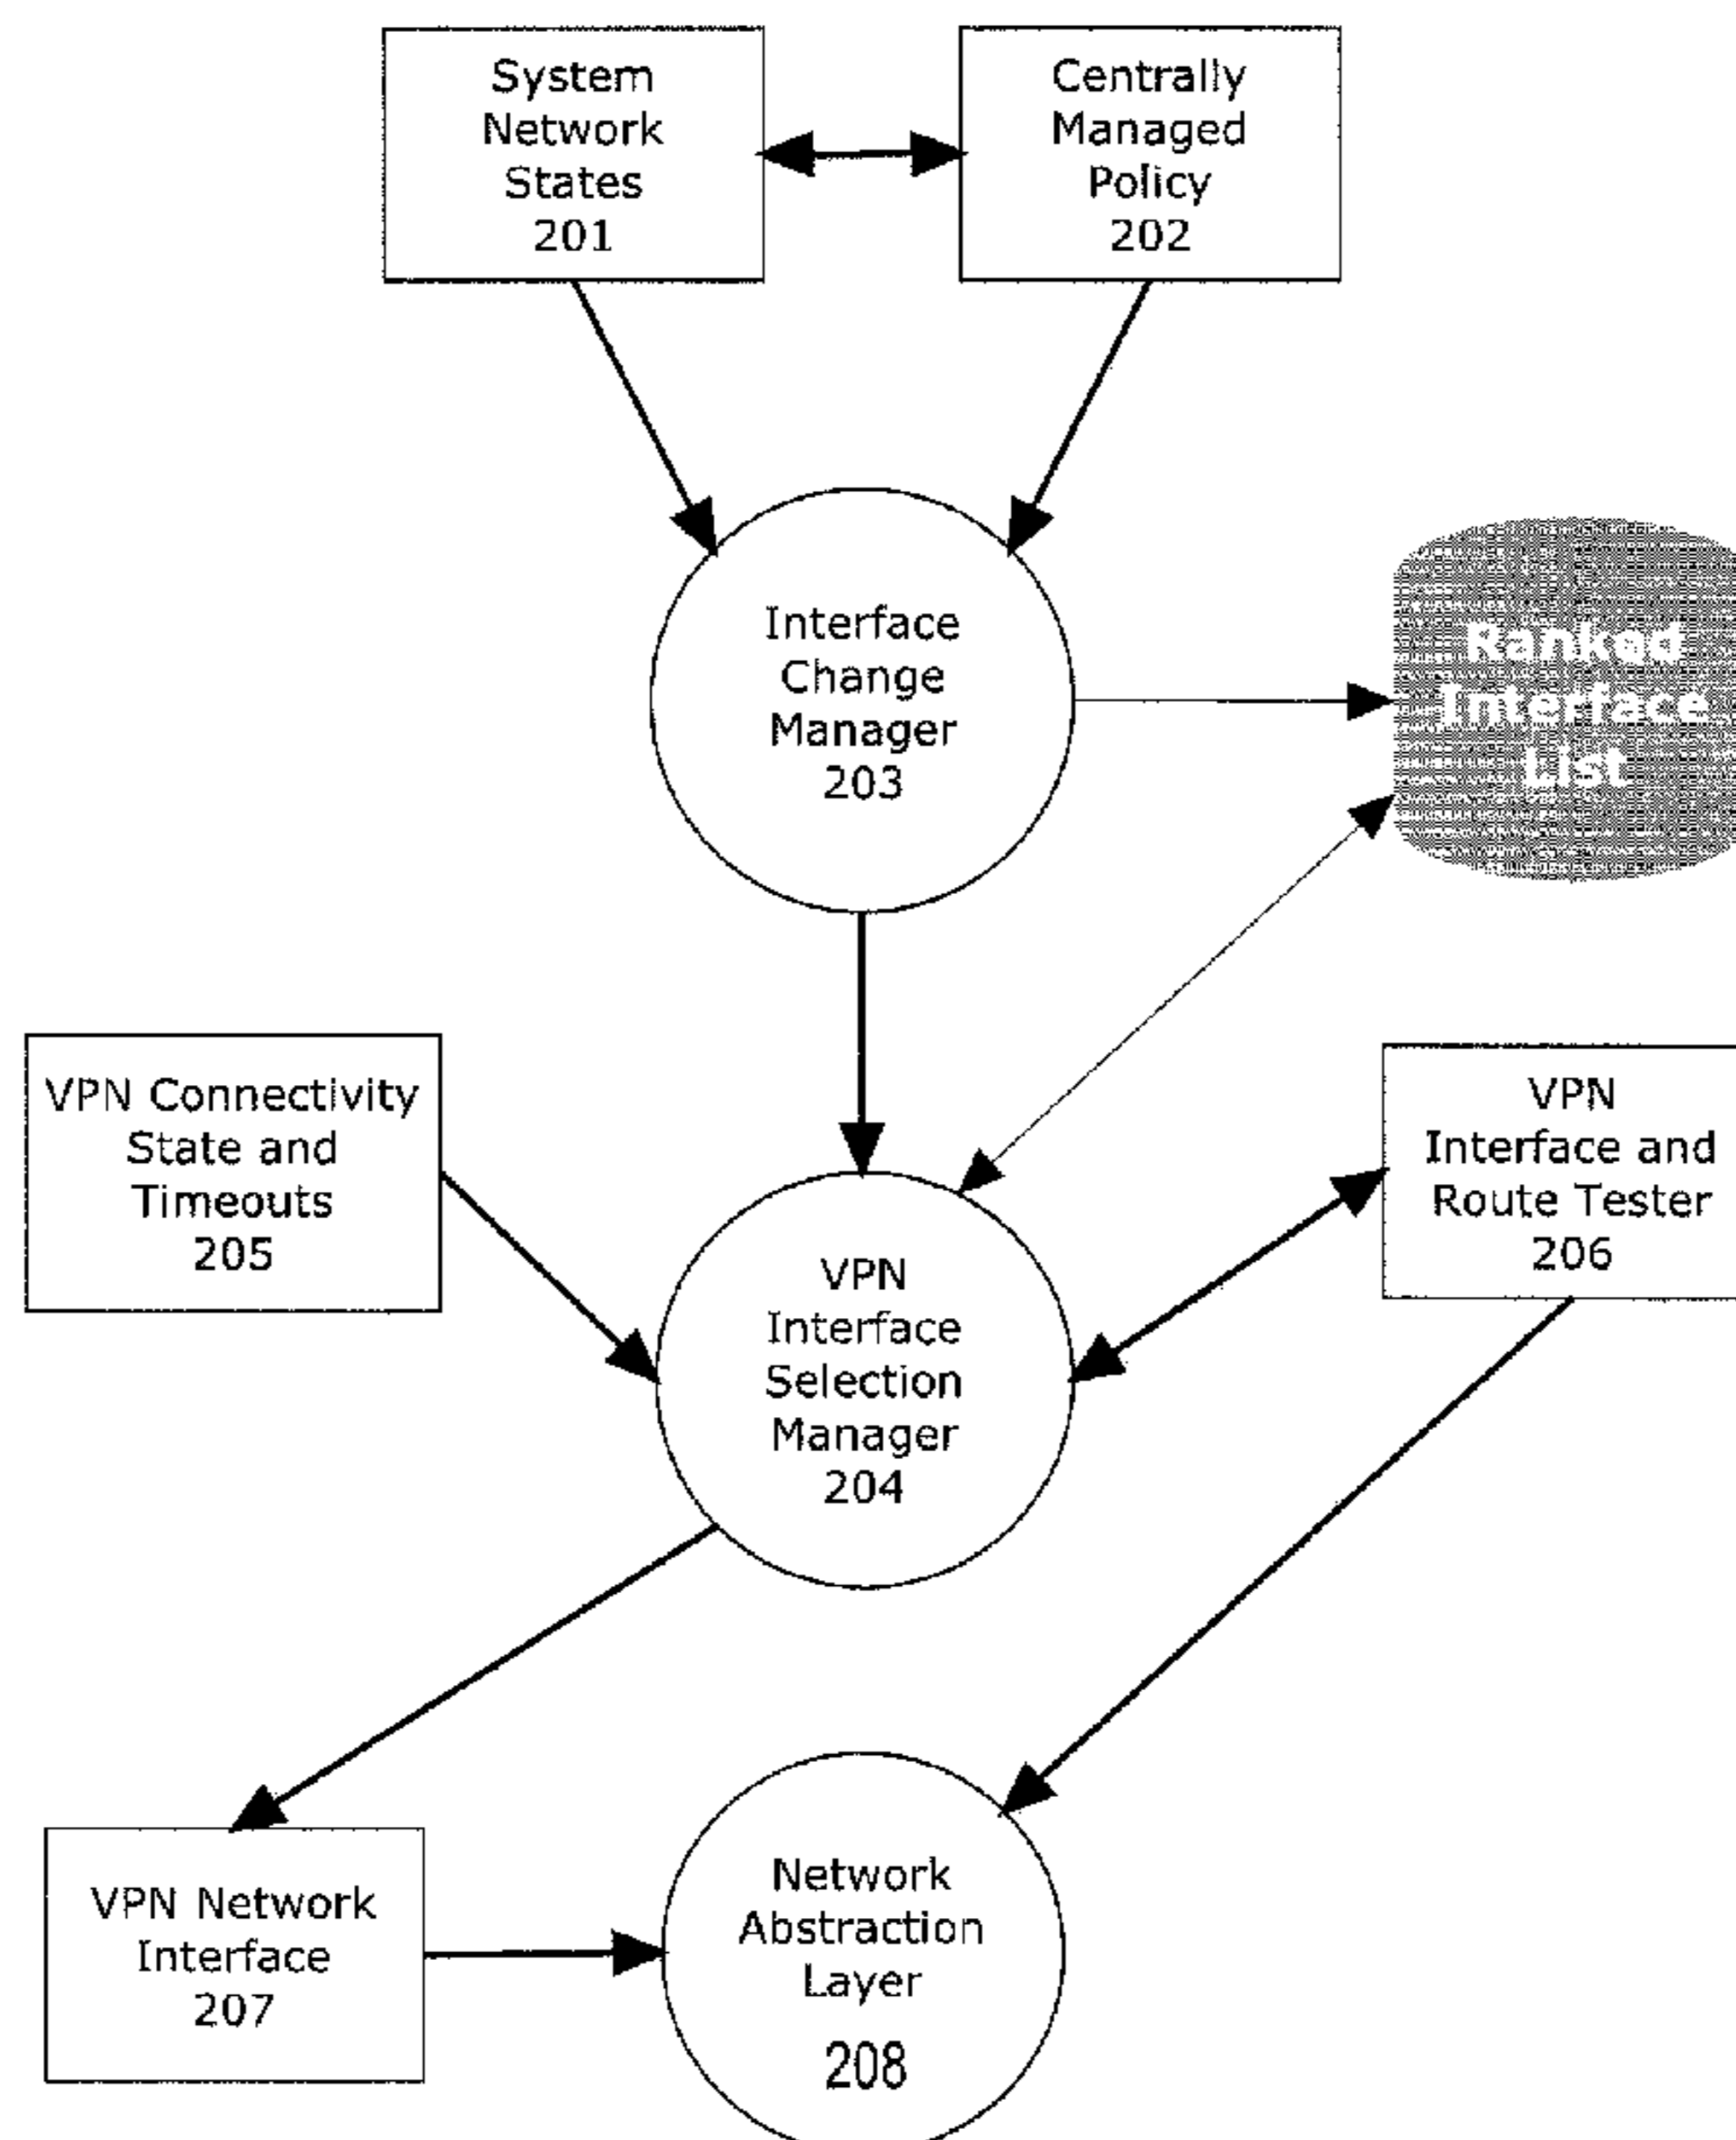 System
Network
States
201
Centrally
Managed
Policy
202
Interface
Change
Manager
203
Ranked
Interface
List
VPN Connectivity
State and
Timeouts
205
VPN
Interface and
Route Tester
206
VPN
Interface
Selection
Manager
204
VPN Network
Interface
207
Network
Abstraction
Layer
208